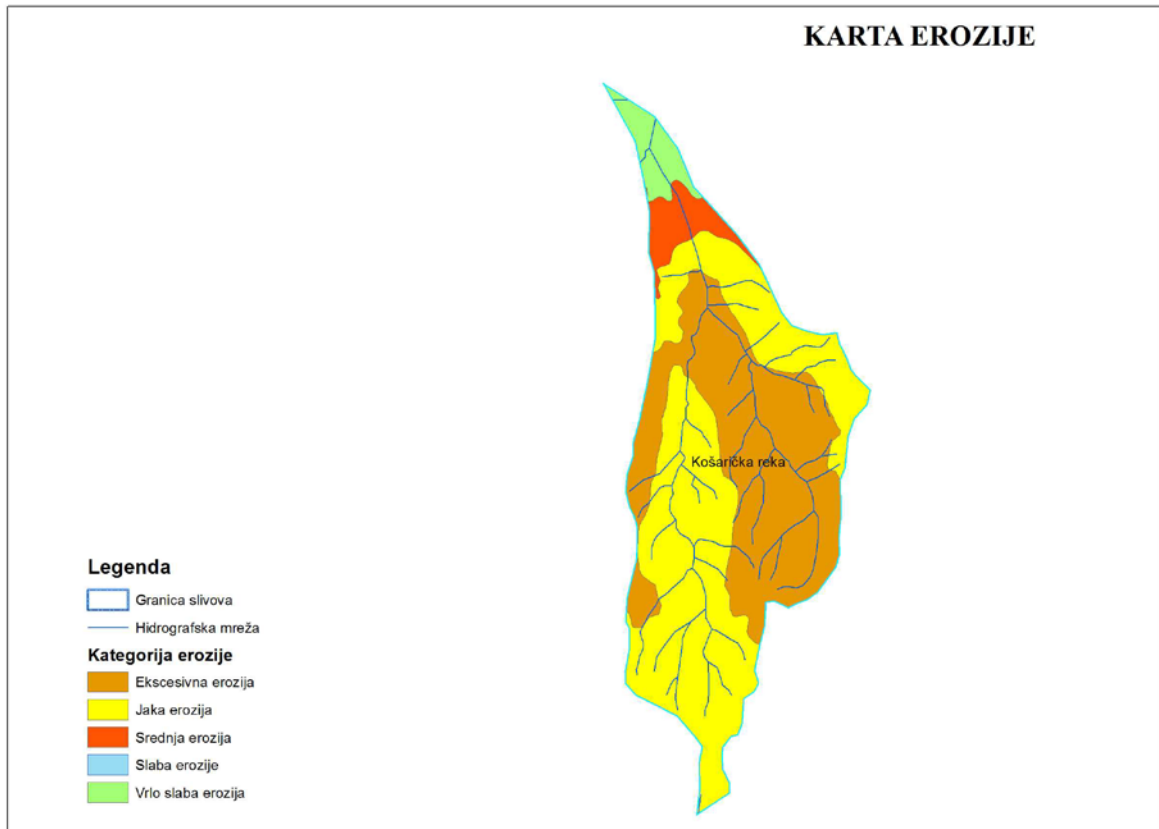 KARTA EROZIJE
Košarička reka
Legenda
Granica slivova
Hidrografska mreža
Kategorija erozije
Ekscesivna erozija
Jaka erozija
Srednja erozija
Slaba erozije
Vrlo slaba erozija